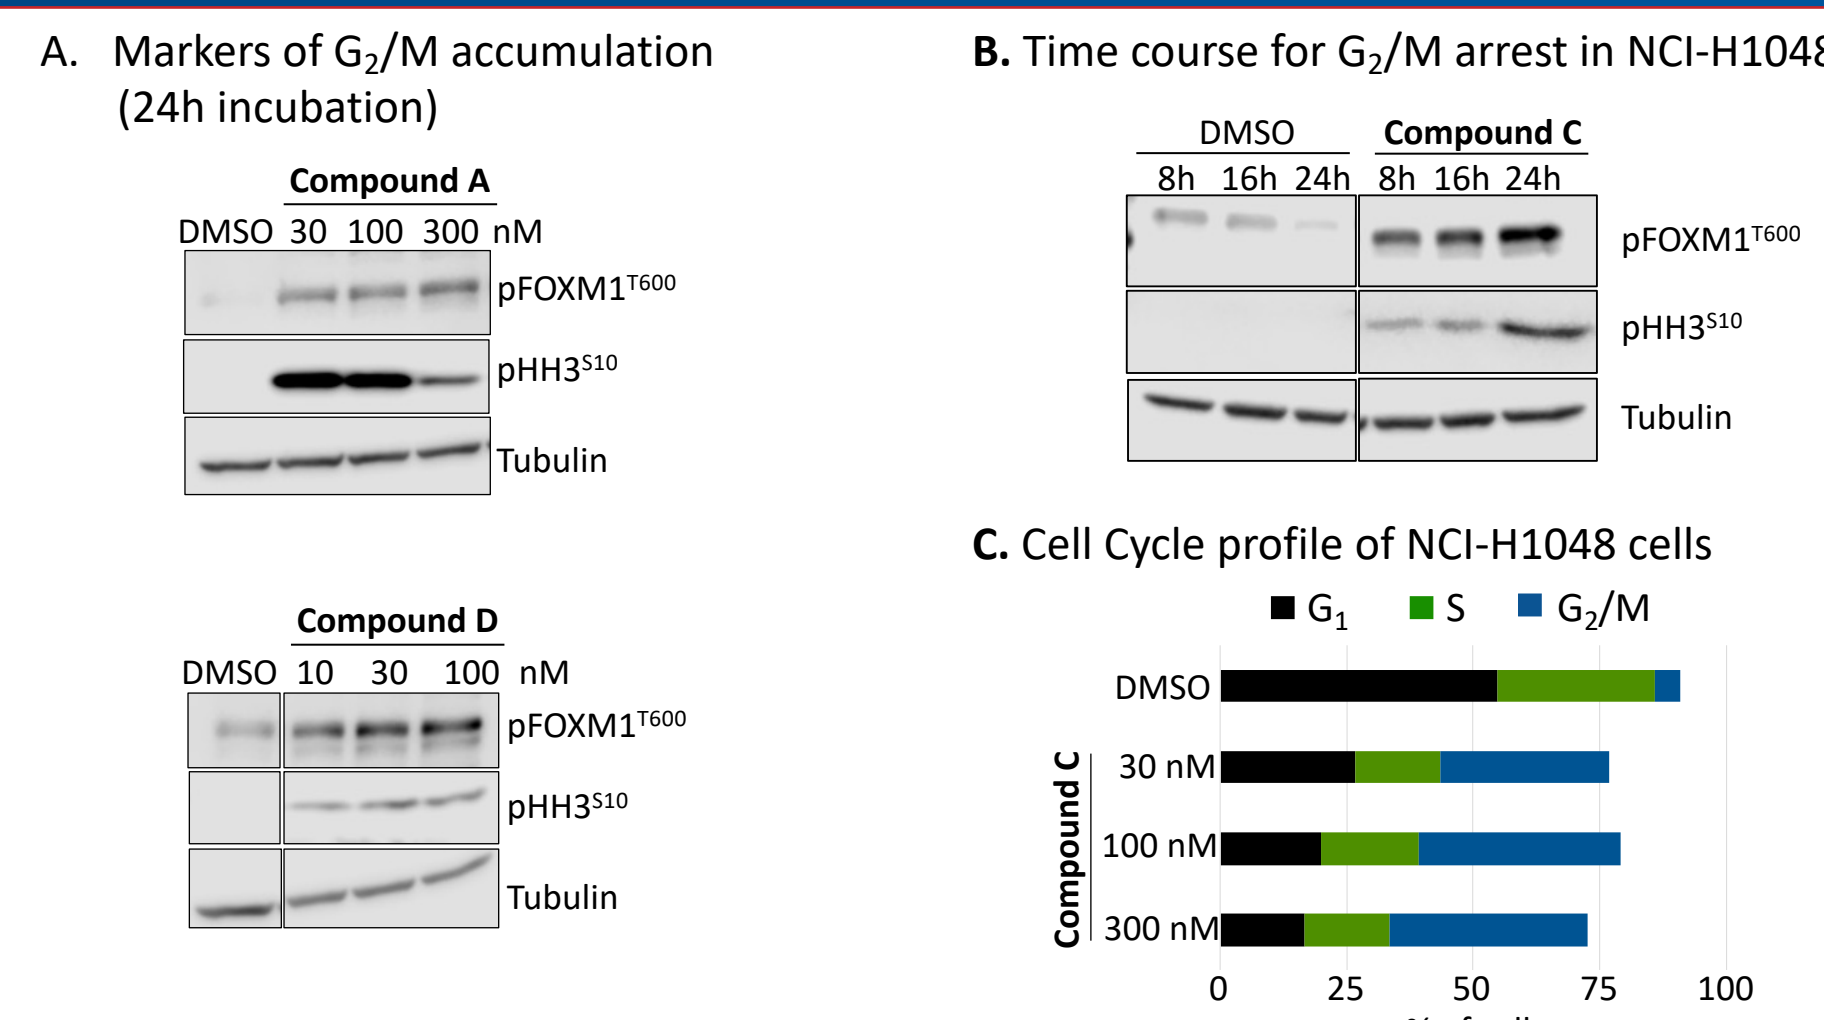 A. Markers of G₂/M accumulation
(24h incubation)
Compound A
DMSO 30 100 300 nM
pFOXM1ᵀ⁶⁰⁰
pHH3ˢ¹⁰
Tubulin
Compound D
DMSO 10 30 100 nM
pFOXM1ᵀ⁶⁰⁰
pHH3ˢ¹⁰
Tubulin
B. Time course for G₂/M arrest in NCI-H1048
DMSO Compound C
8h 16h 24h 8h 16h 24h
pFOXM1ᵀ⁶⁰⁰
pHH3ˢ¹⁰
Tubulin
C. Cell Cycle profile of NCI-H1048 cells
G₁ S G₂/M
DMSO
Compound C
30 nM
100 nM
300 nM
0 25 50 75 100